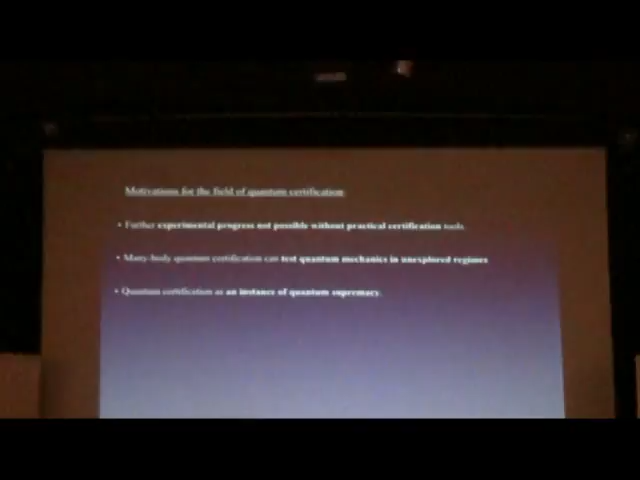 Motivations for the field of quantum certification
• Further experimental progress not possible without practical certification tools.
• Many-body quantum certification can test quantum mechanics in unexplored regimes
• Quantum certification as an instance of quantum supremacy.